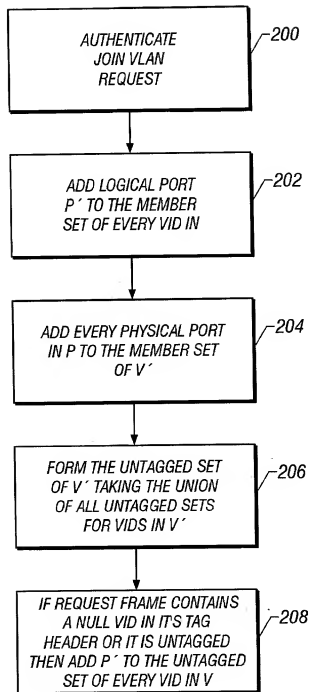 AUTHENTICATE
JOIN VLAN
REQUEST
200
ADD LOGICAL PORT
P´ TO THE MEMBER
SET OF EVERY VID IN
202
ADD EVERY PHYSICAL PORT
IN P TO THE MEMBER SET
OF V´
204
FORM THE UNTAGGED SET
OF V´ TAKING THE UNION
OF ALL UNTAGGED SETS
FOR VIDS IN V´
206
IF REQUEST FRAME CONTAINS
A NULL VID IN IT'S TAG
HEADER OR IT IS UNTAGGED
THEN ADD P´ TO THE UNTAGGED
SET OF EVERY VID IN V
208